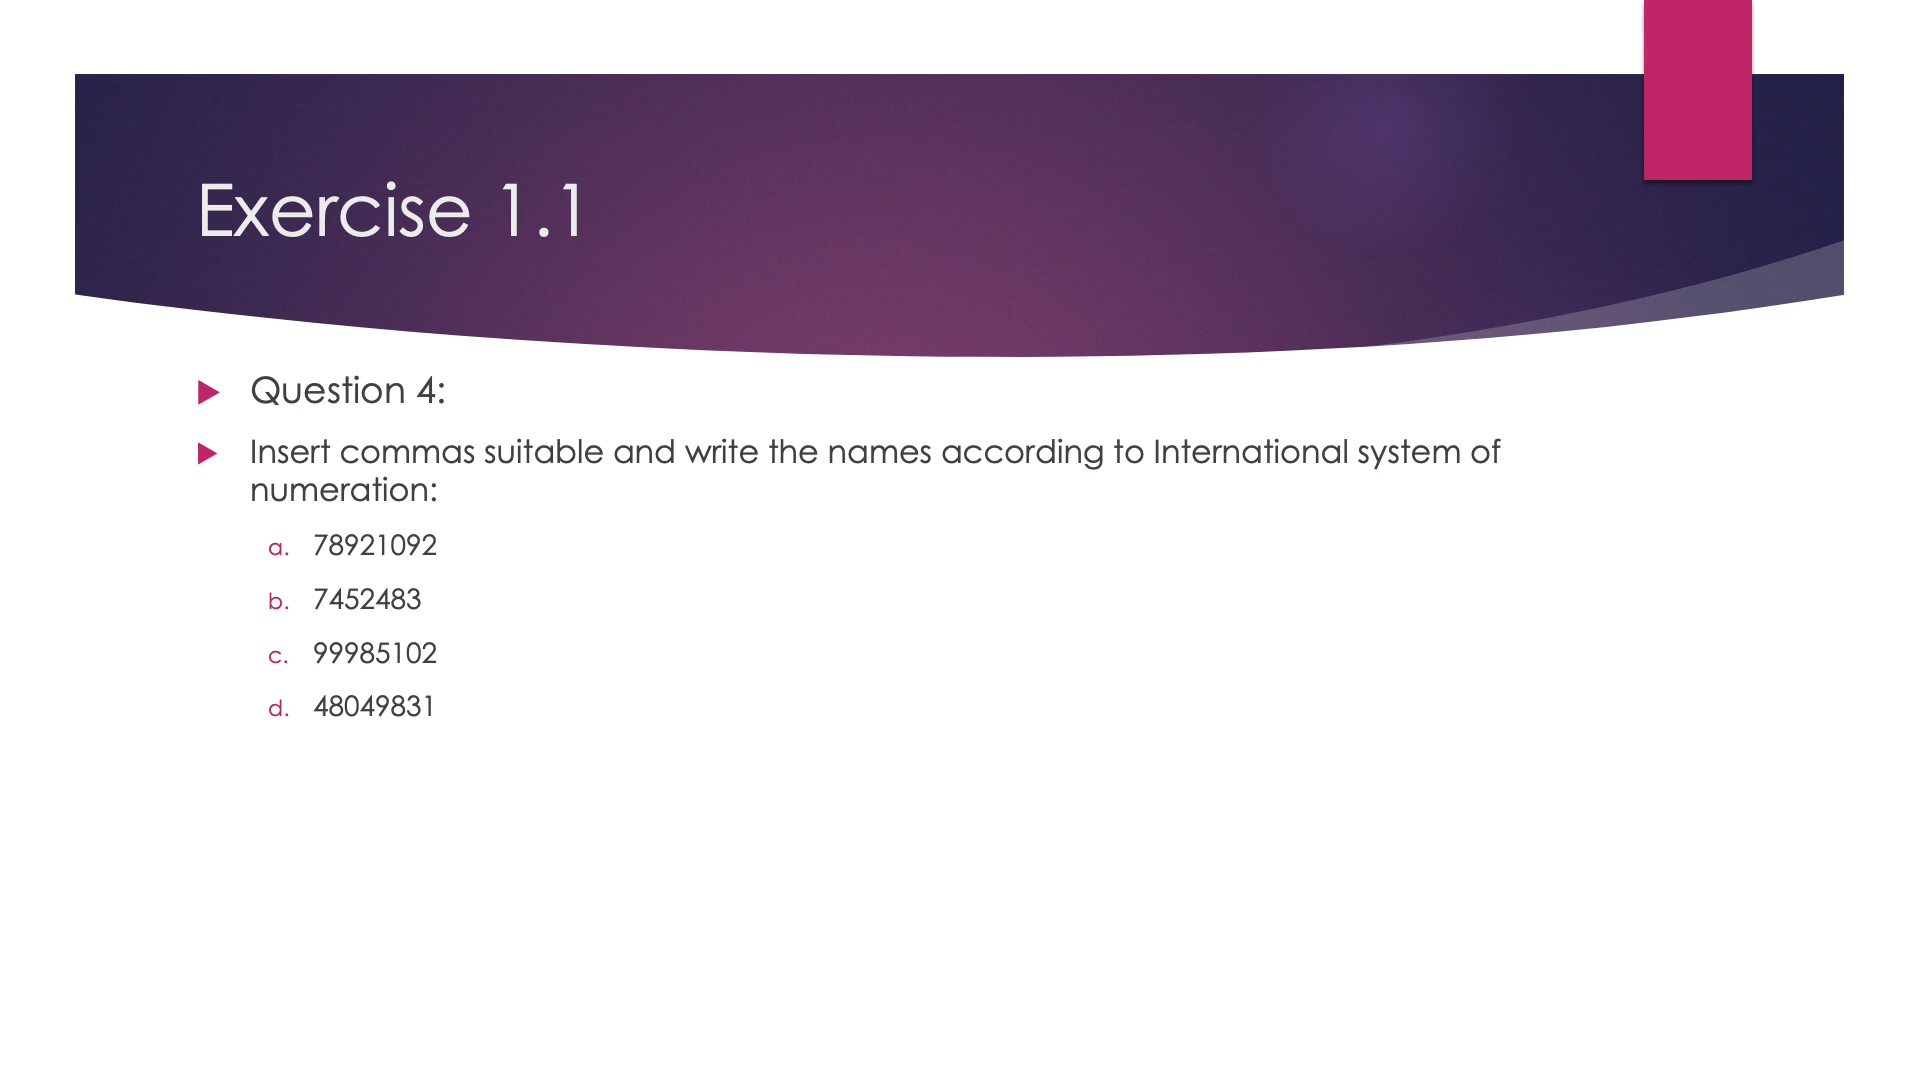 Exercise 1.1
Question 4:
Insert commas suitable and write the names according to International system of
numeration:
a. 78921092
b. 7452483
c. 99985102
d. 48049831